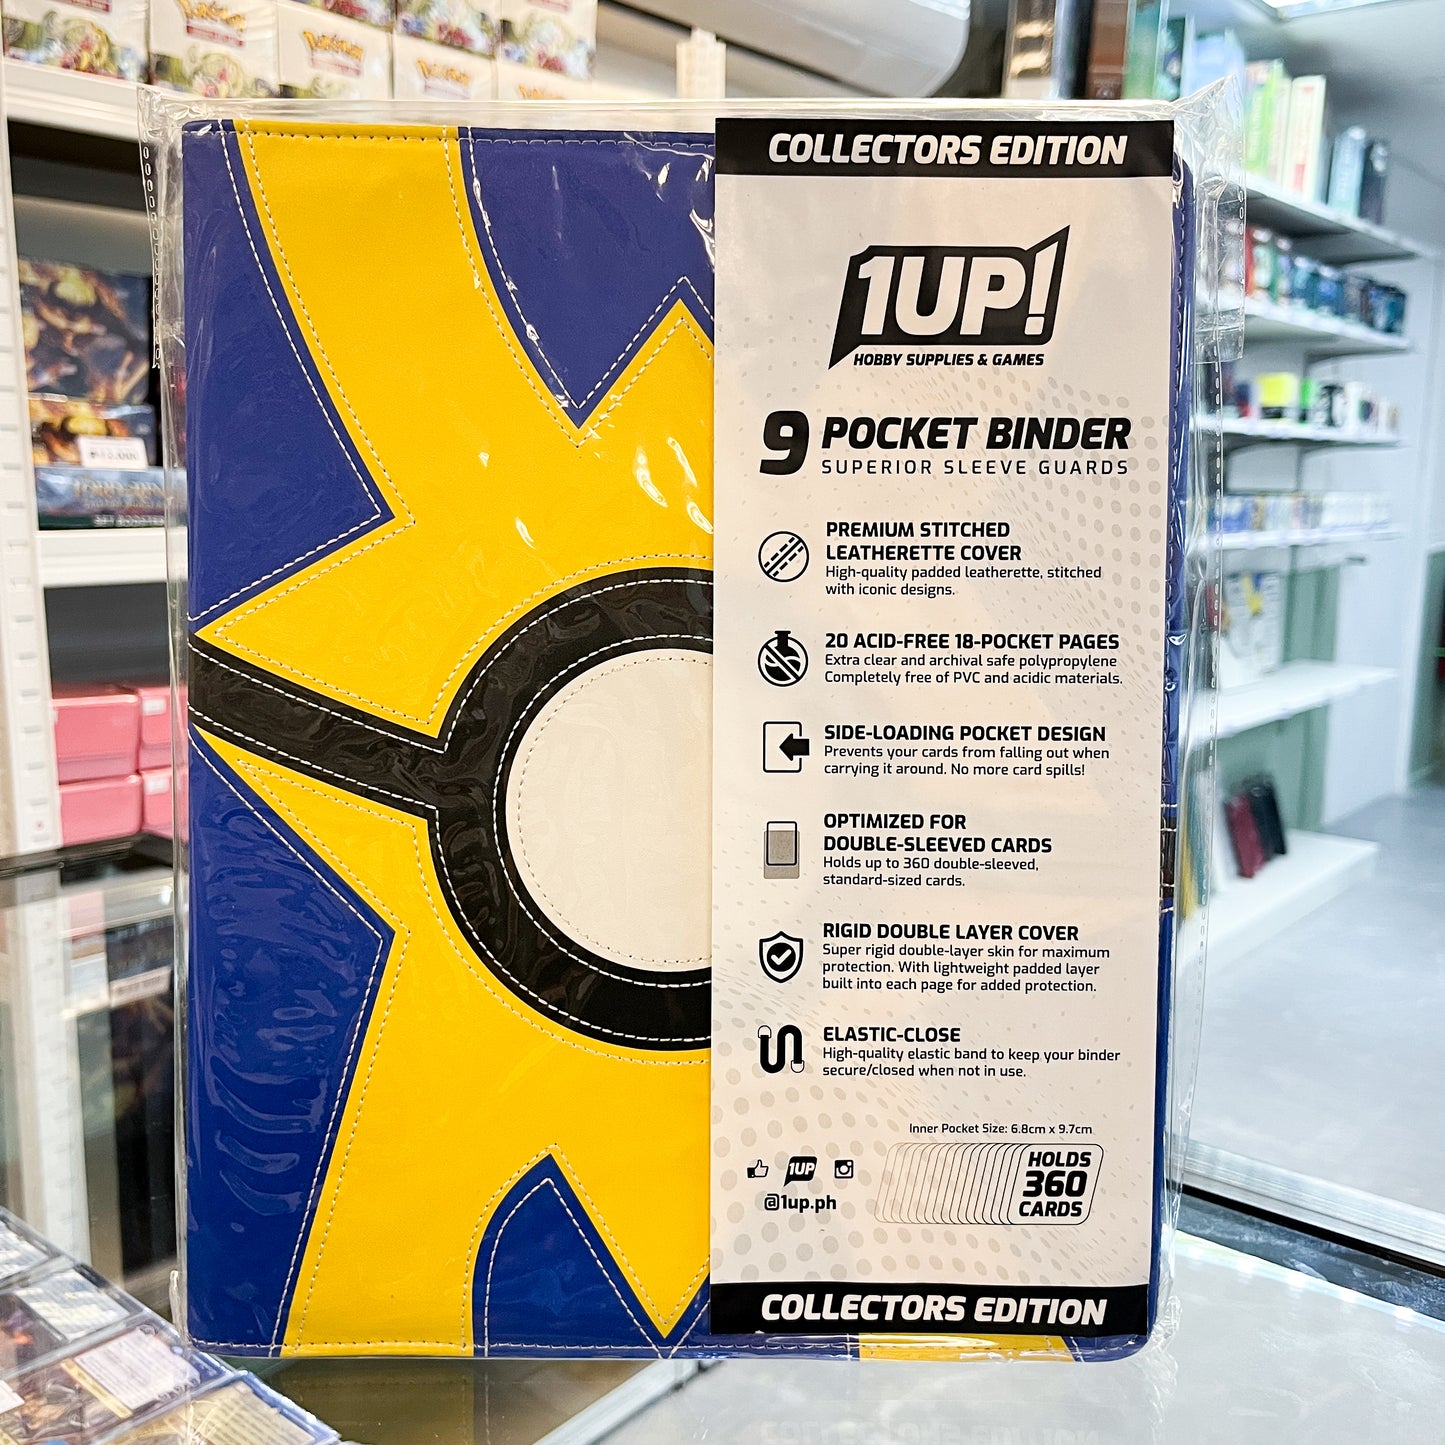 Pokémon
Pokémon
Pokémon
COLLECTORS EDITION
1UP!
HOBBY SUPPLIES & GAMES
9 POCKET BINDER
SUPERIOR SLEEVE GUARDS
PREMIUM STITCHED
LEATHERETTE COVER
High-quality padded leatherette, stitched
with iconic designs.
20 ACID-FREE 18-POCKET PAGES
Extra clear and archival safe polypropylene
Completely free of PVC and acidic materials.
SIDE-LOADING POCKET DESIGN
Prevents your cards from falling out when
carrying it around. No more card spills!
OPTIMIZED FOR
DOUBLE-SLEEVED CARDS
Holds up to 360 double-sleeved,
standard-sized cards.
RIGID DOUBLE LAYER COVER
Super rigid double-layer skin for maximum
protection. With lightweight padded layer
built into each page for added protection.
ELASTIC-CLOSE
High-quality elastic band to keep your binder
secure/closed when not in use.
Inner Pocket Size: 6.8cm x 9.7cm
HOLDS
360
CARDS
1UP
@1up.ph
COLLECTORS EDITION